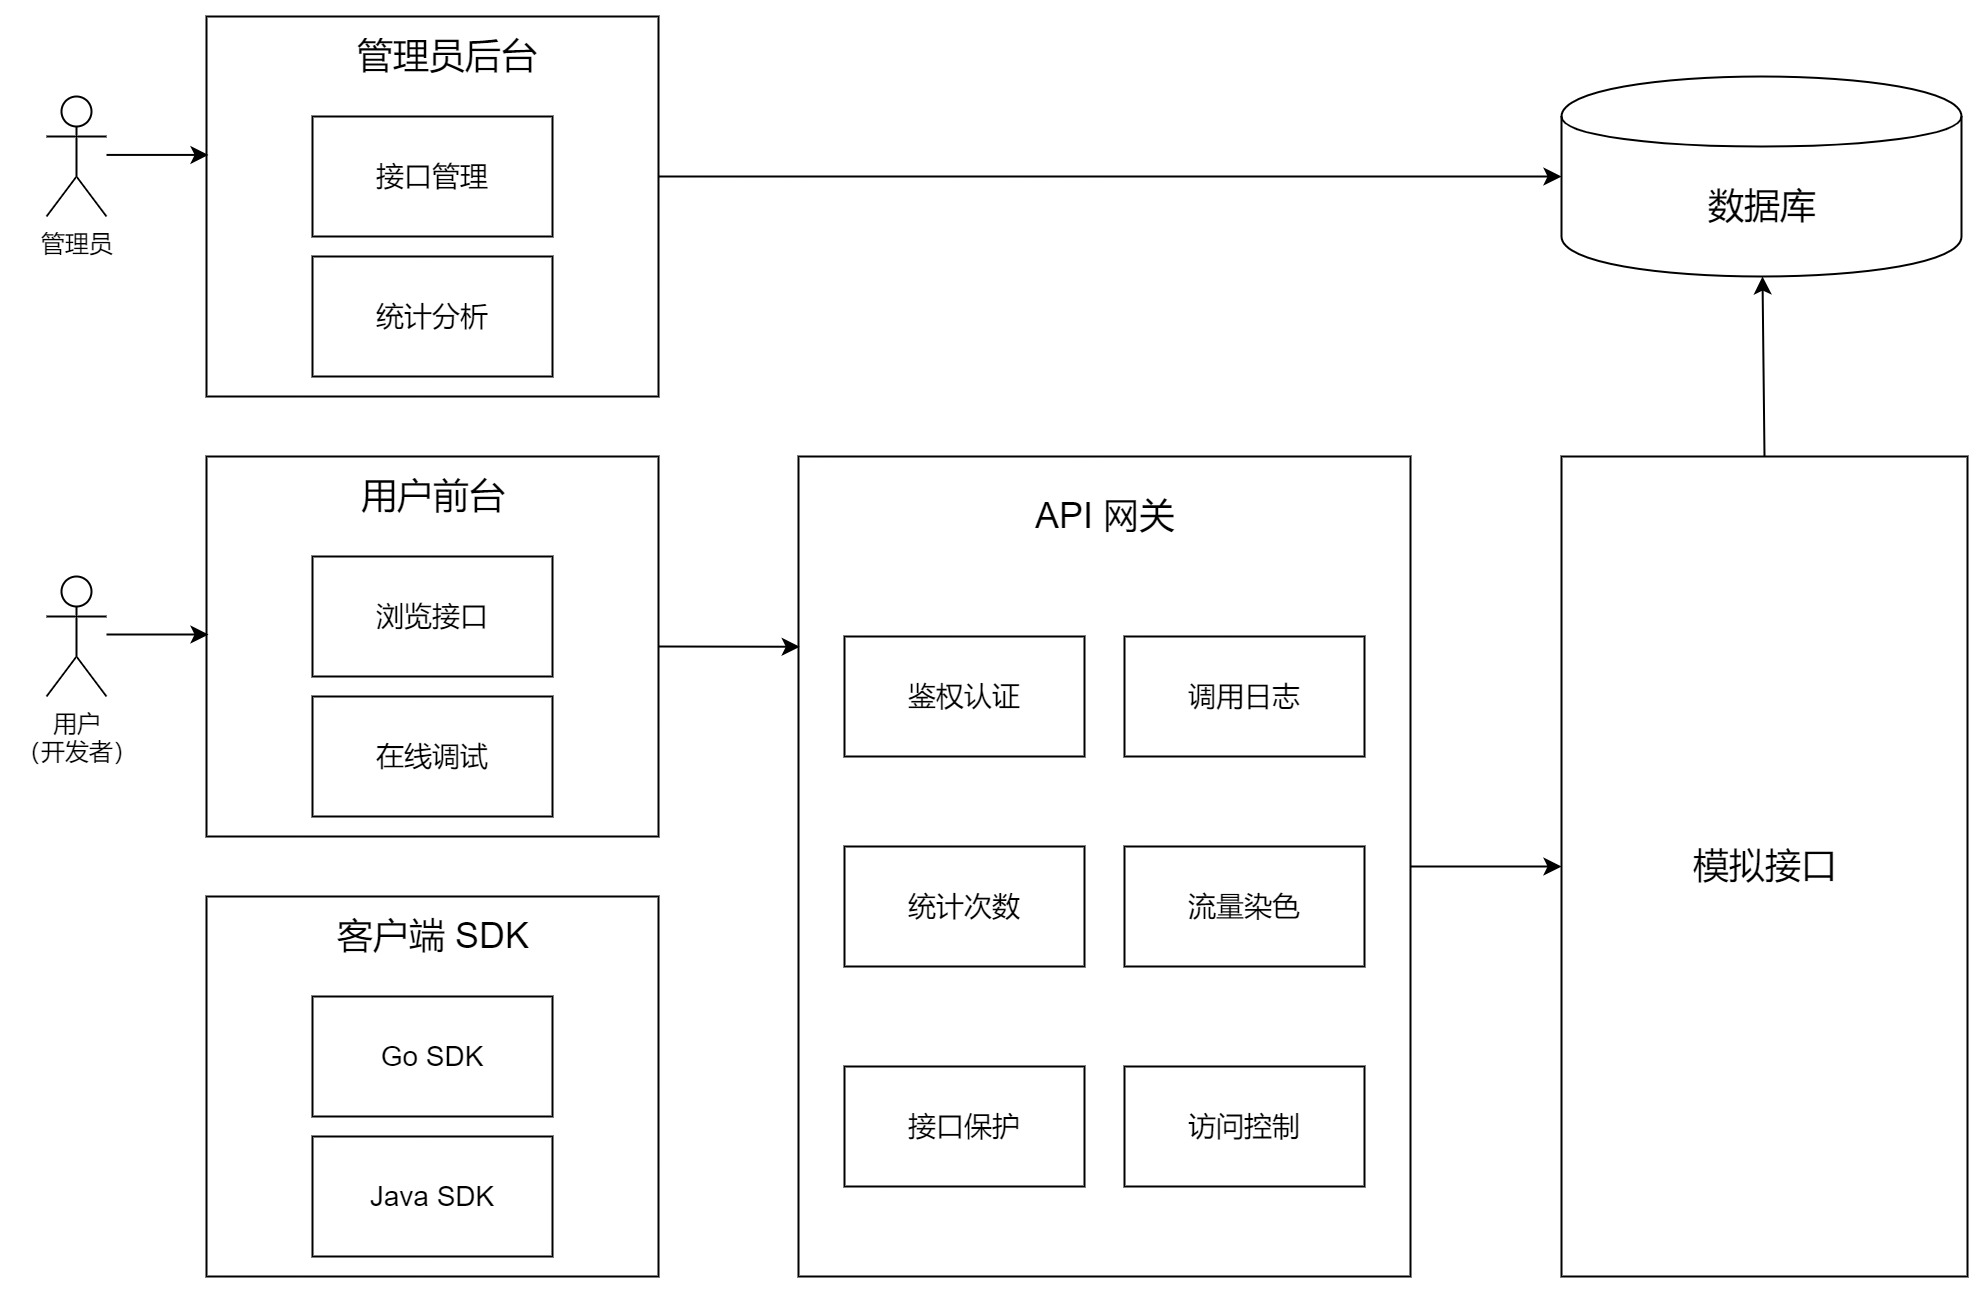 管理员后台
接口管理
统计分析
管理员
数据库
用户前台
浏览接口
在线调试
用户
（开发者）
客户端 SDK
Go SDK
Java SDK
API 网关
鉴权认证
调用日志
统计次数
流量染色
接口保护
访问控制
模拟接口